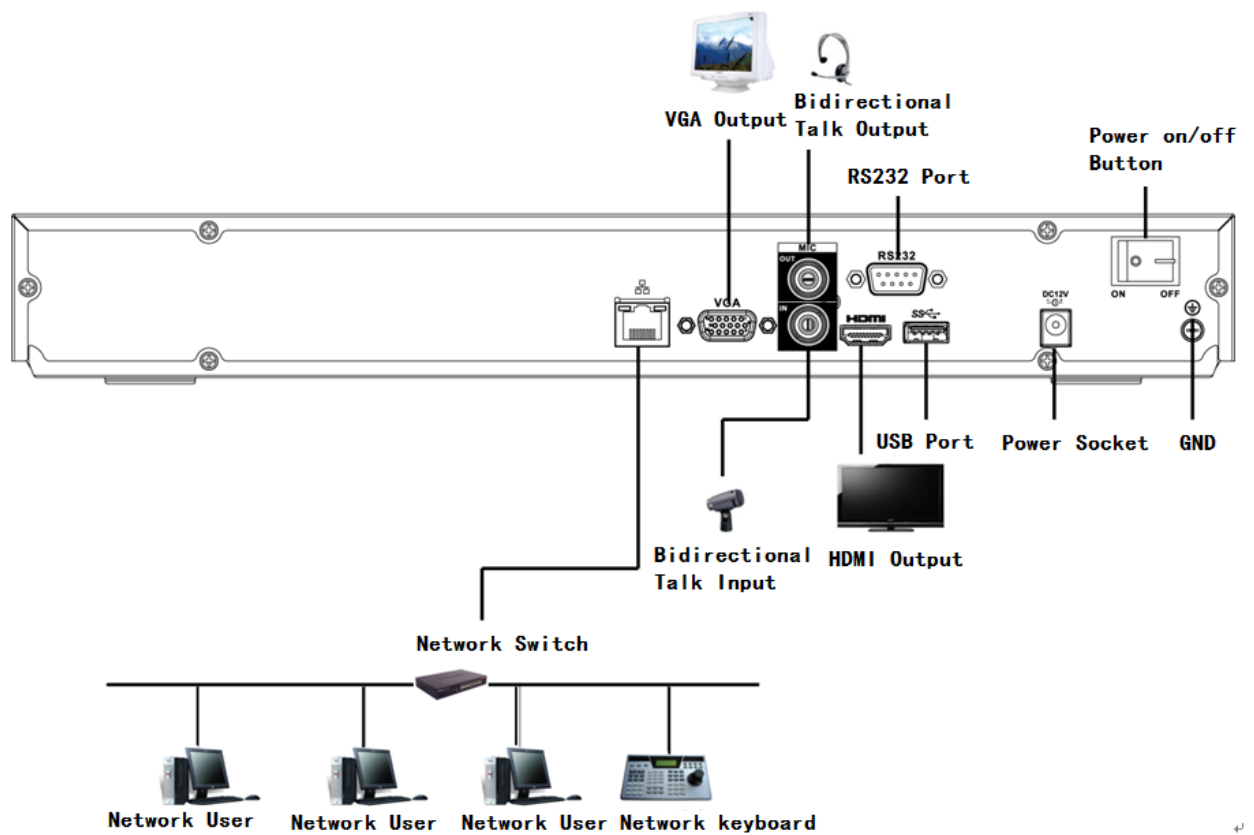 VGA Output
Bidirectional
Talk Output
RS232 Port
Power on/off
Button
MIC
OUT
IN
RS232
VGA
HDMI
SS
DC12V
ON
OFF
USB Port
Power Socket
GND
Bidirectional
Talk Input
HDMI Output
Network Switch
Network User
Network User
Network User
Network keyboard